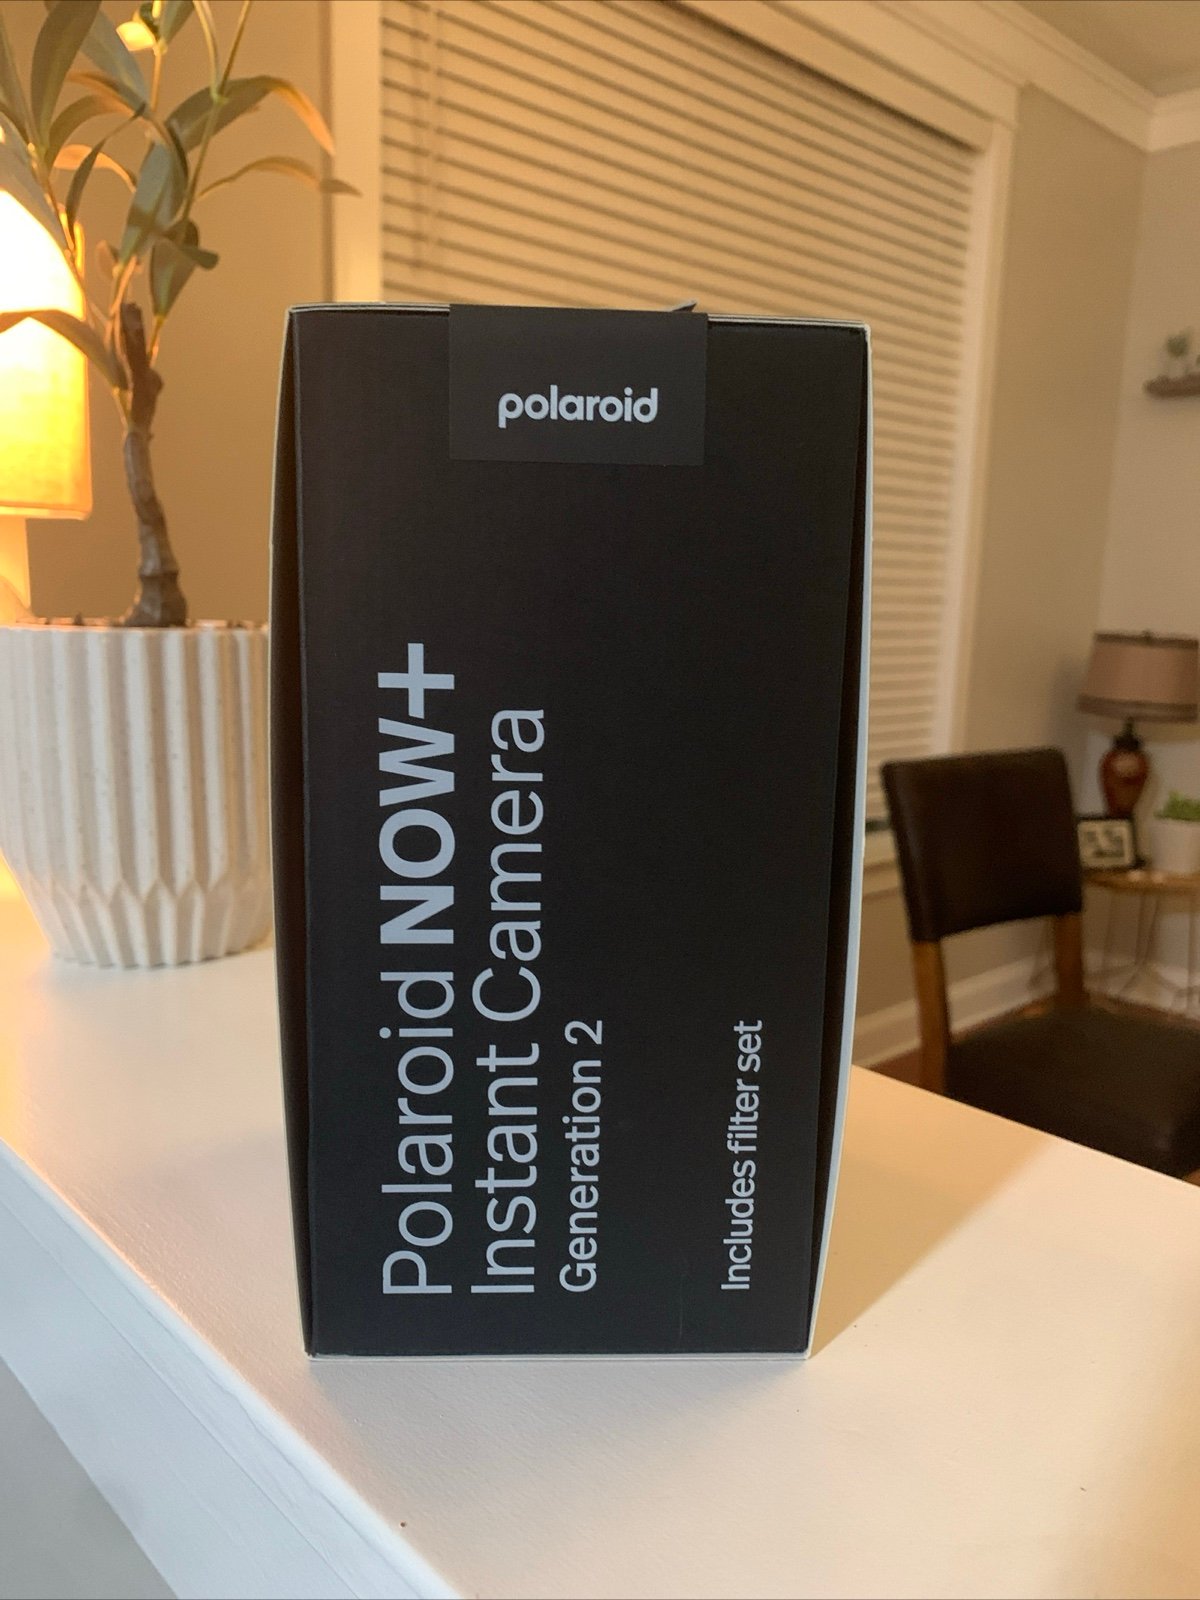 polaroid
Polaroid NOW+
Instant Camera
Generation 2
Includes filter set